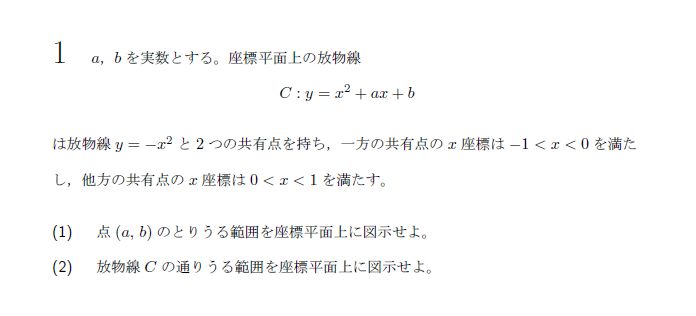 1 a, b を実数とする。座標平面上の放物線
C : y = x² + ax + b
は放物線 y = −x² と 2 つの共有点を持ち，一方の共有点の x 座標は −1 < x < 0 を満た
し，他方の共有点の x 座標は 0 < x < 1 を満たす。
(1) 点 (a, b) のとりうる範囲を座標平面上に図示せよ。
(2) 放物線 C の通りうる範囲を座標平面上に図示せよ。